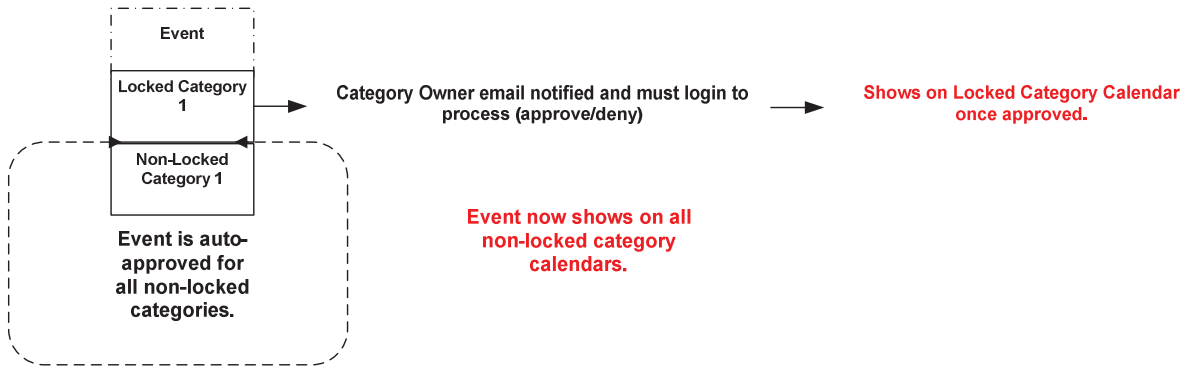 Event
Locked Category
1
Category Owner email notified and must login to
process (approve/deny)
Shows on Locked Category Calendar
once approved.
Non-Locked
Category 1
Event is auto-
approved for
all non-locked
categories.
Event now shows on all
non-locked category
calendars.